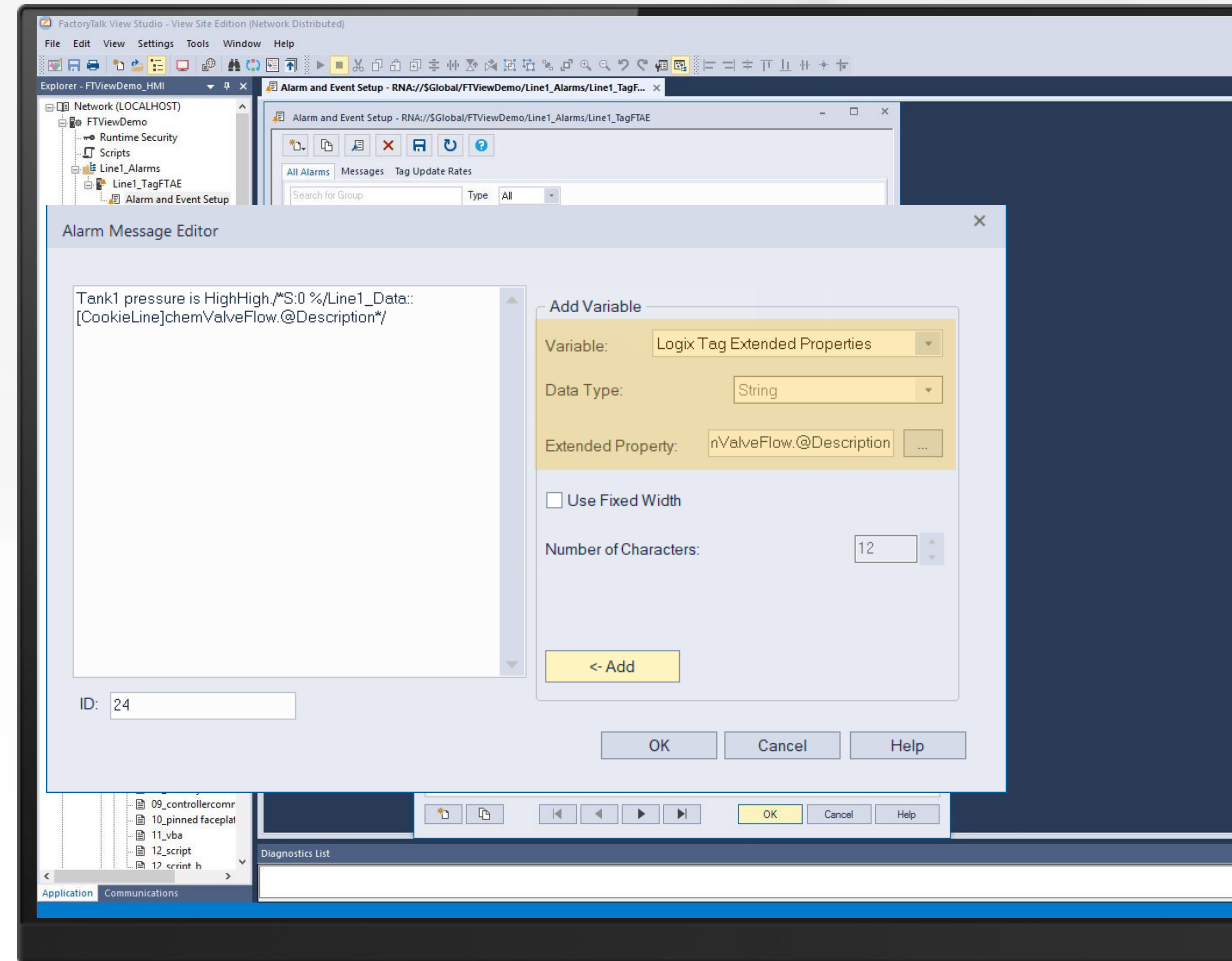 FactoryTalk View Studio - View Site Edition (Network Distributed)
File Edit View Settings Tools Window Help
Explorer - FTViewDemo_HMI
Alarm and Event Setup - RNA://$Global/FTViewDemo/Line1_Alarms/Line1_TagF...
Network (LOCALHOST)
FTViewDemo
Runtime Security
Scripts
Line1_Alarms
Line1_TagFTAE
Alarm and Event Setup
Alarm and Event Setup - RNA://$Global/FTViewDemo/Line1_Alarms/Line1_TagFTAE
All Alarms Messages Tag Update Rates
Search for Group Type All
Alarm Message Editor
Tank1 pressure is HighHigh./*S:0 %/Line1_Data::
[CookieLine]chemValveFlow.@Description*/
Add Variable
Variable: Logix Tag Extended Properties
Data Type: String
Extended Property: nValveFlow.@Description ...
Use Fixed Width
Number of Characters: 12
<- Add
ID: 24
OK Cancel Help
09_controllercomr
10_pinned faceplat
11_vba
12_script
12_script_b
OK Cancel Help
Diagnostics List
Application Communications